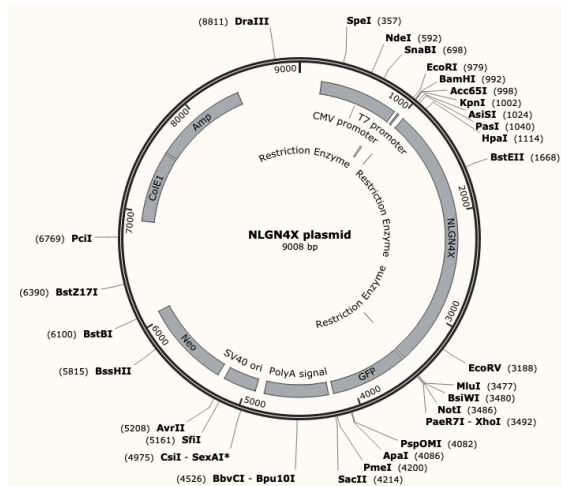 (8811) DraIII
SpeI (357)
NdeI (592)
SnaBI (698)
EcoRI (979)
BamHI (992)
Acc65I (998)
KpnI (1002)
AsiSI (1024)
PasI (1040)
HpaI (1114)
BstEII (1668)
9000
1000
2000
3000
4000
5000
6000
7000
8000
Amp
ColE1
CMV promoter
T7 promoter
Restriction Enzyme
Restriction Enzyme
Restriction Enzyme
NLGN4X
NLGN4X plasmid
9008 bp
(6769) PciI
(6390) BstZ17I
(6100) BstBI
(5815) BssHII
Neo
SV40 ori
PolyA signal
GFP
EcoRV (3188)
MluI (3477)
BsiWI (3480)
NotI (3486)
PaeR7I - XhoI (3492)
PspOMI (4082)
ApaI (4086)
PmeI (4200)
SacII (4214)
(5208) AvrII
(5161) SfiI
(4975) CsiI - SexAI*
(4526) BbvCI - Bpu10I